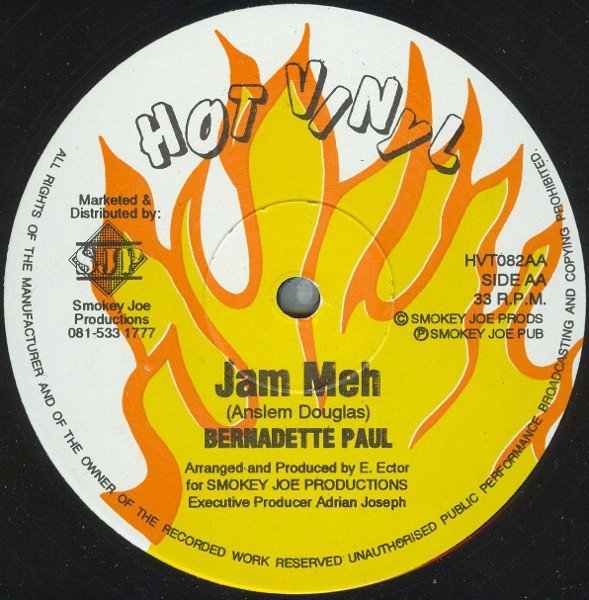 HOT VINYL
Marketed &
Distributed by:
SJP
Smokey Joe
Productions
081-533 1777
HVT082AA
SIDE AA
33 R.P.M.
© SMOKEY JOE PRODS
℗ SMOKEY JOE PUB
Jam Meh
(Anslem Douglas)
BERNADETTE PAUL
Arranged and Produced by E. Ector
for SMOKEY JOE PRODUCTIONS
Executive Producer Adrian Joseph
ALL RIGHTS OF THE MANUFACTURER AND OF THE OWNER OF THE RECORDED WORK RESERVED UNAUTHORISED PUBLIC PERFORMANCE BROADCASTING AND COPYING PROHIBITED.